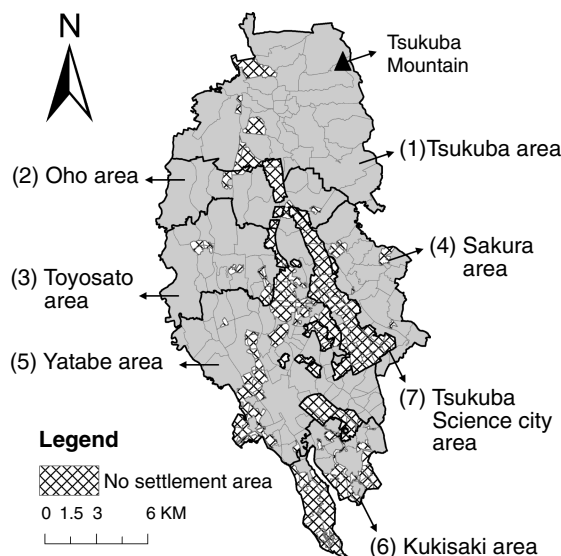 N
Tsukuba
Mountain
(1)Tsukuba area
(2) Oho area
(4) Sakura
area
(3) Toyosato
area
(5) Yatabe area
(7) Tsukuba
Science city
area
Legend
No settlement area
0 1.5 3 6 KM
(6) Kukisaki area